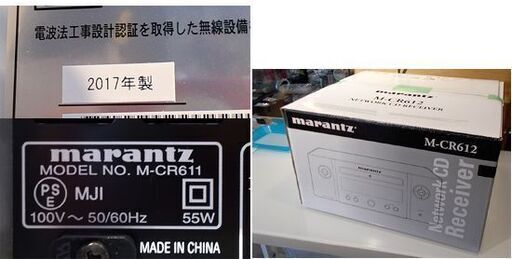 電波法工事設計認証を取得した無線設備
2017年製
marantz
MODEL NO. M-CR611
PS
E
MJI
100V～ 50/60Hz
55W
MADE IN CHINA
marantz
M-CR612
NETWORK CD RECEIVER
marantz
M-CR612
Network CD
Receiver